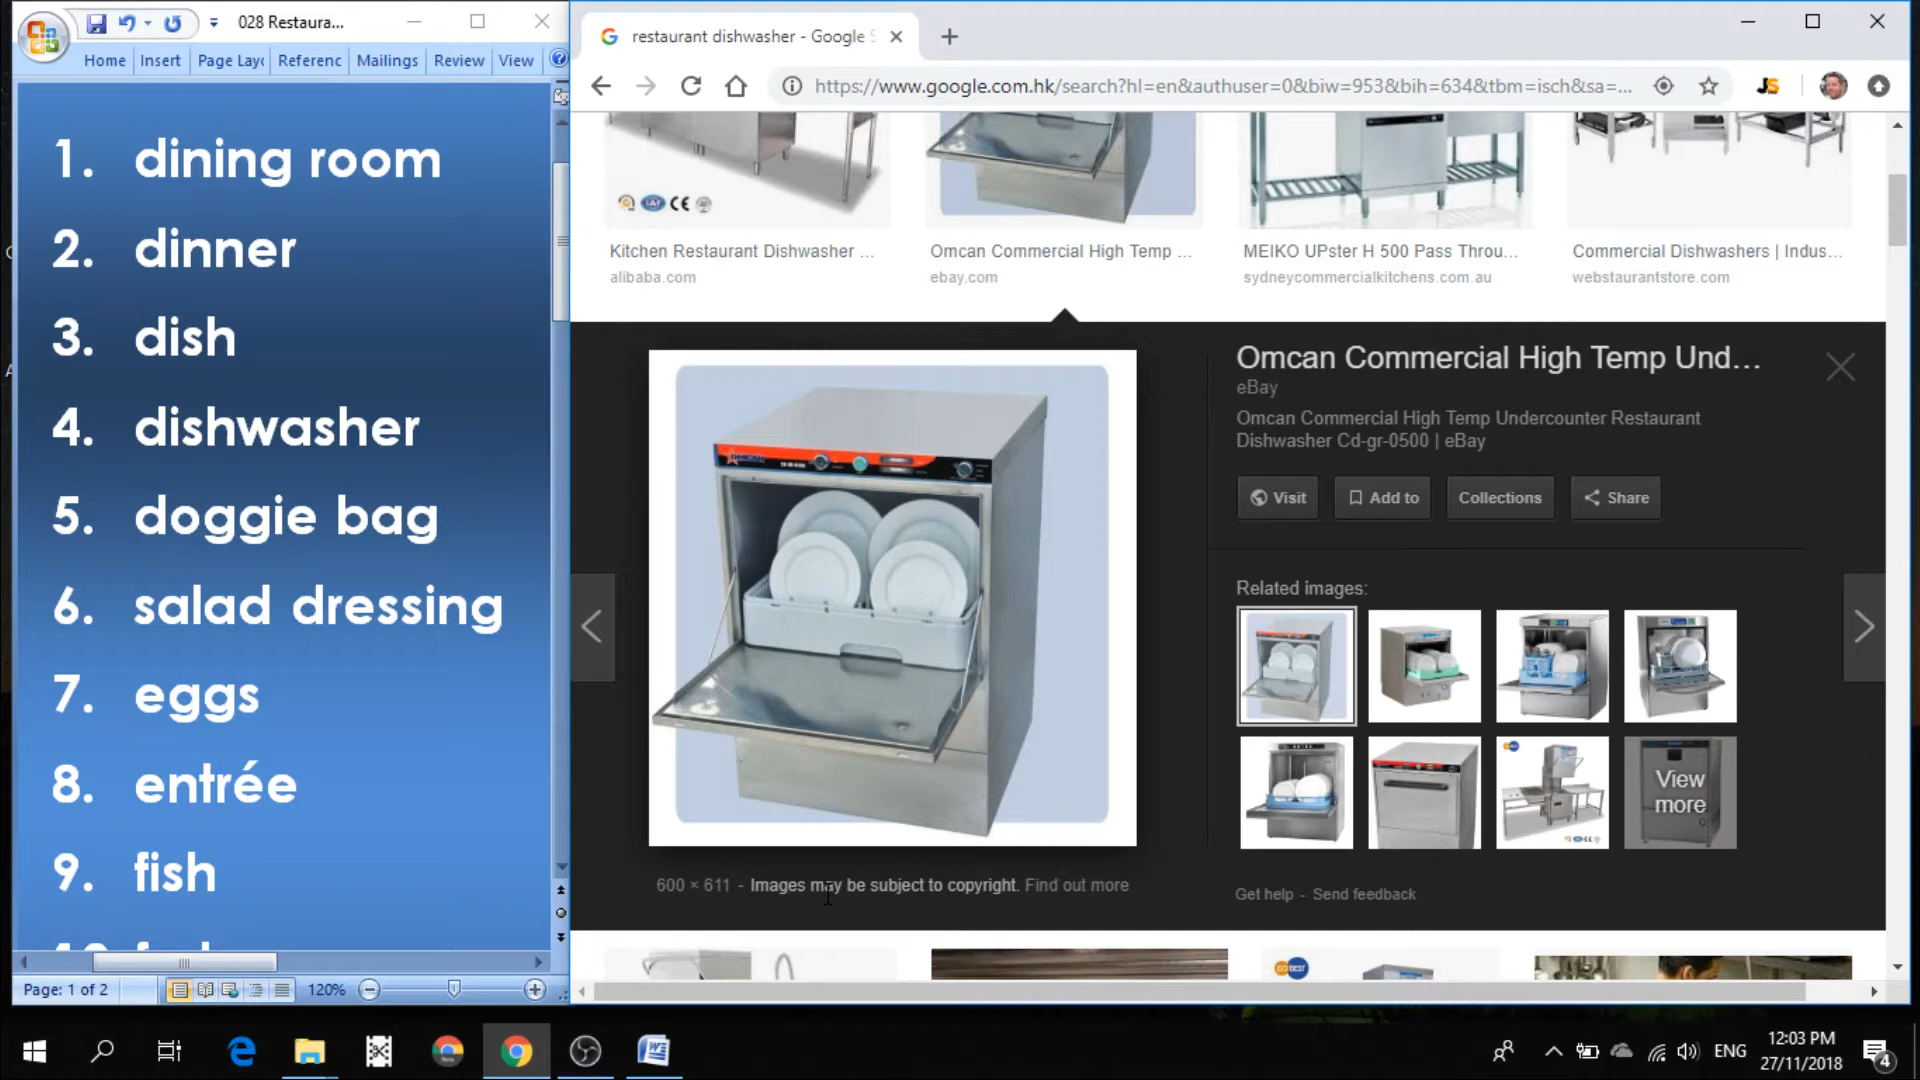 028 Restaura...
Home Insert Page Layo Referenc Mailings Review View
1. dining room
2. dinner
3. dish
4. dishwasher
5. doggie bag
6. salad dressing
7. eggs
8. entrée
9. fish
Page: 1 of 2
120%
restaurant dishwasher - Google S
https://www.google.com.hk/search?hl=en&authuser=0&biw=953&bih=634&tbm=isch&sa=...
JS
Kitchen Restaurant Dishwasher ...
alibaba.com
Omcan Commercial High Temp ...
ebay.com
MEIKO UPster H 500 Pass Throu...
sydneycommercialkitchens.com.au
Commercial Dishwashers | Indus...
webstaurantstore.com
OMCAN
Omcan Commercial High Temp Und...
eBay
Omcan Commercial High Temp Undercounter Restaurant
Dishwasher Cd-gr-0500 | eBay
Visit
Add to
Collections
Share
Related images:
View
more
600 × 611 - Images may be subject to copyright. Find out more
Get help - Send feedback
ENG
12:03 PM
27/11/2018
4